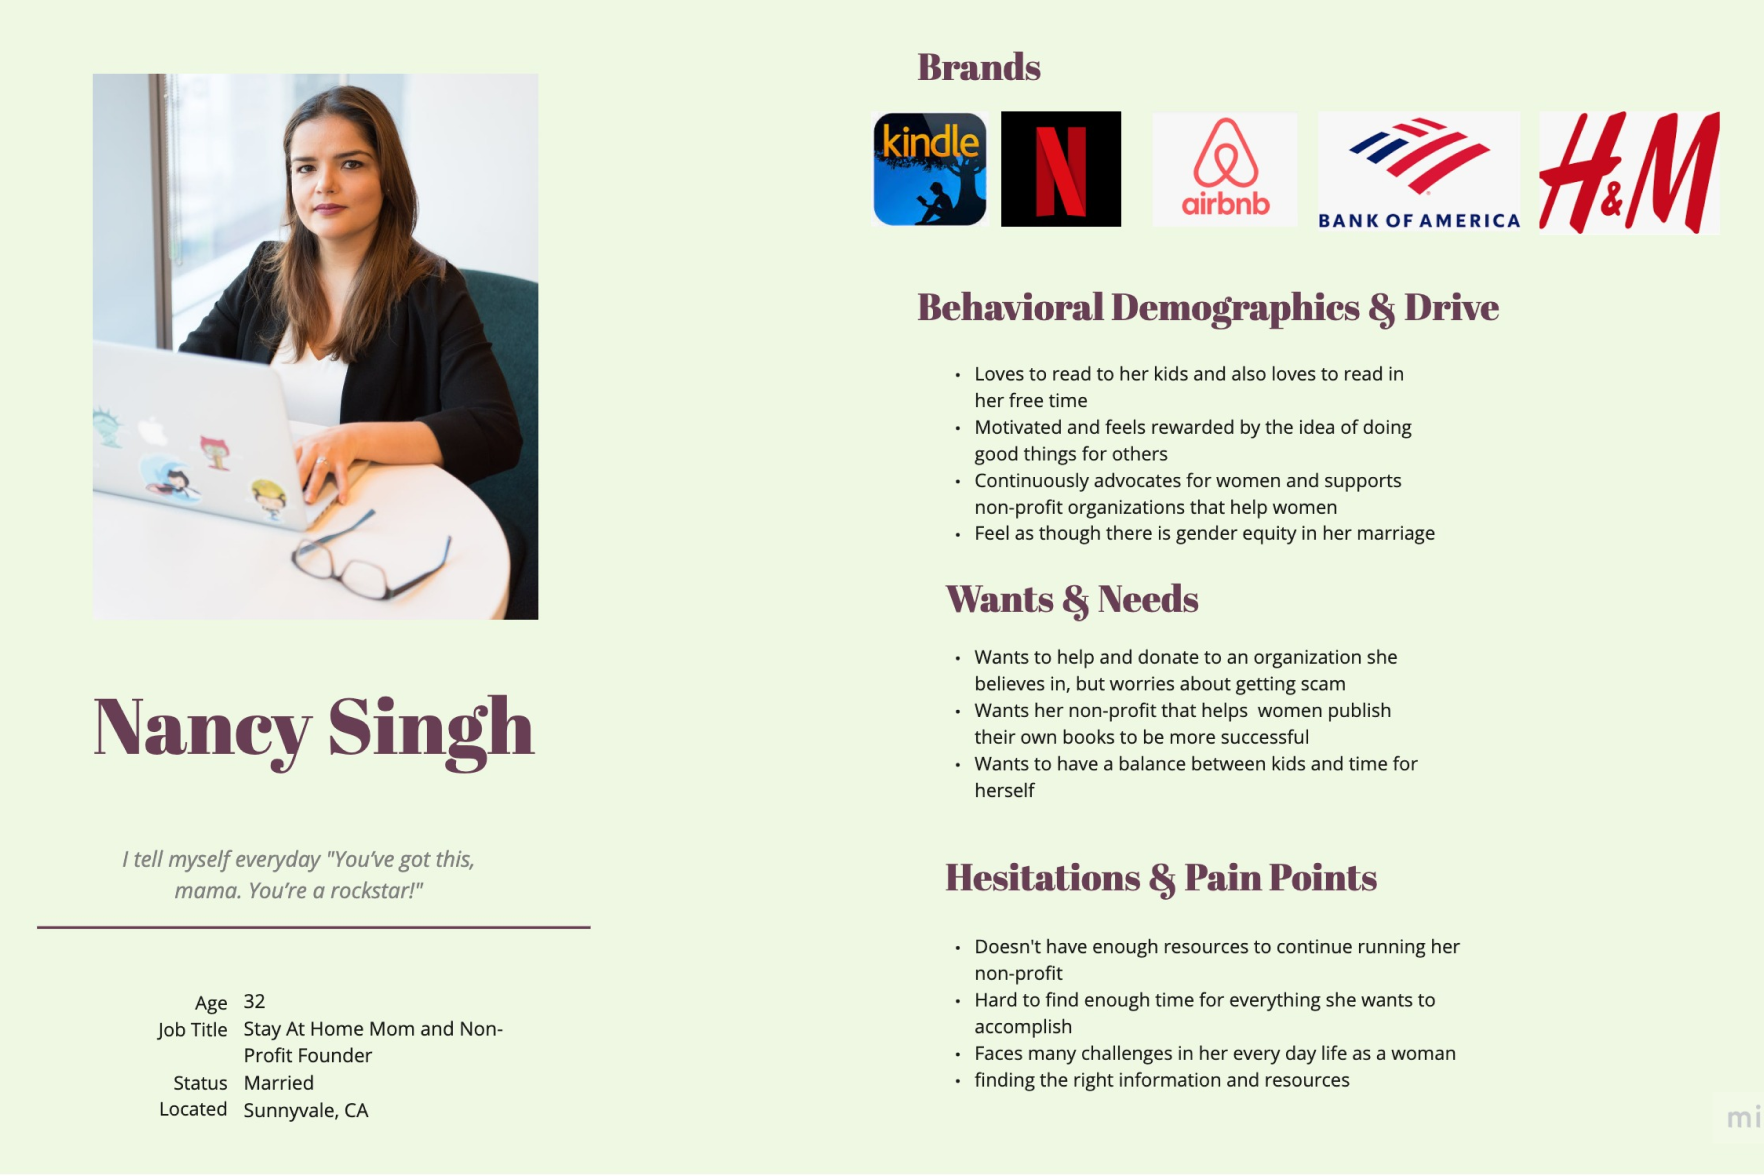 Nancy Singh
I tell myself everyday "You've got this,
mama. You're a rockstar!"
Age 32
Job Title Stay At Home Mom and Non-
Profit Founder
Status Married
Located Sunnyvale, CA
Brands
kindle
N
airbnb
BANK OF AMERICA
H&M
Behavioral Demographics & Drive
• Loves to read to her kids and also loves to read in
her free time
• Motivated and feels rewarded by the idea of doing
good things for others
• Continuously advocates for women and supports
non-profit organizations that help women
• Feel as though there is gender equity in her marriage
Wants & Needs
• Wants to help and donate to an organization she
believes in, but worries about getting scam
• Wants her non-profit that helps  women publish
their own books to be more successful
• Wants to have a balance between kids and time for
herself
Hesitations & Pain Points
• Doesn't have enough resources to continue running her
non-profit
• Hard to find enough time for everything she wants to
accomplish
• Faces many challenges in her every day life as a woman
• finding the right information and resources
mi